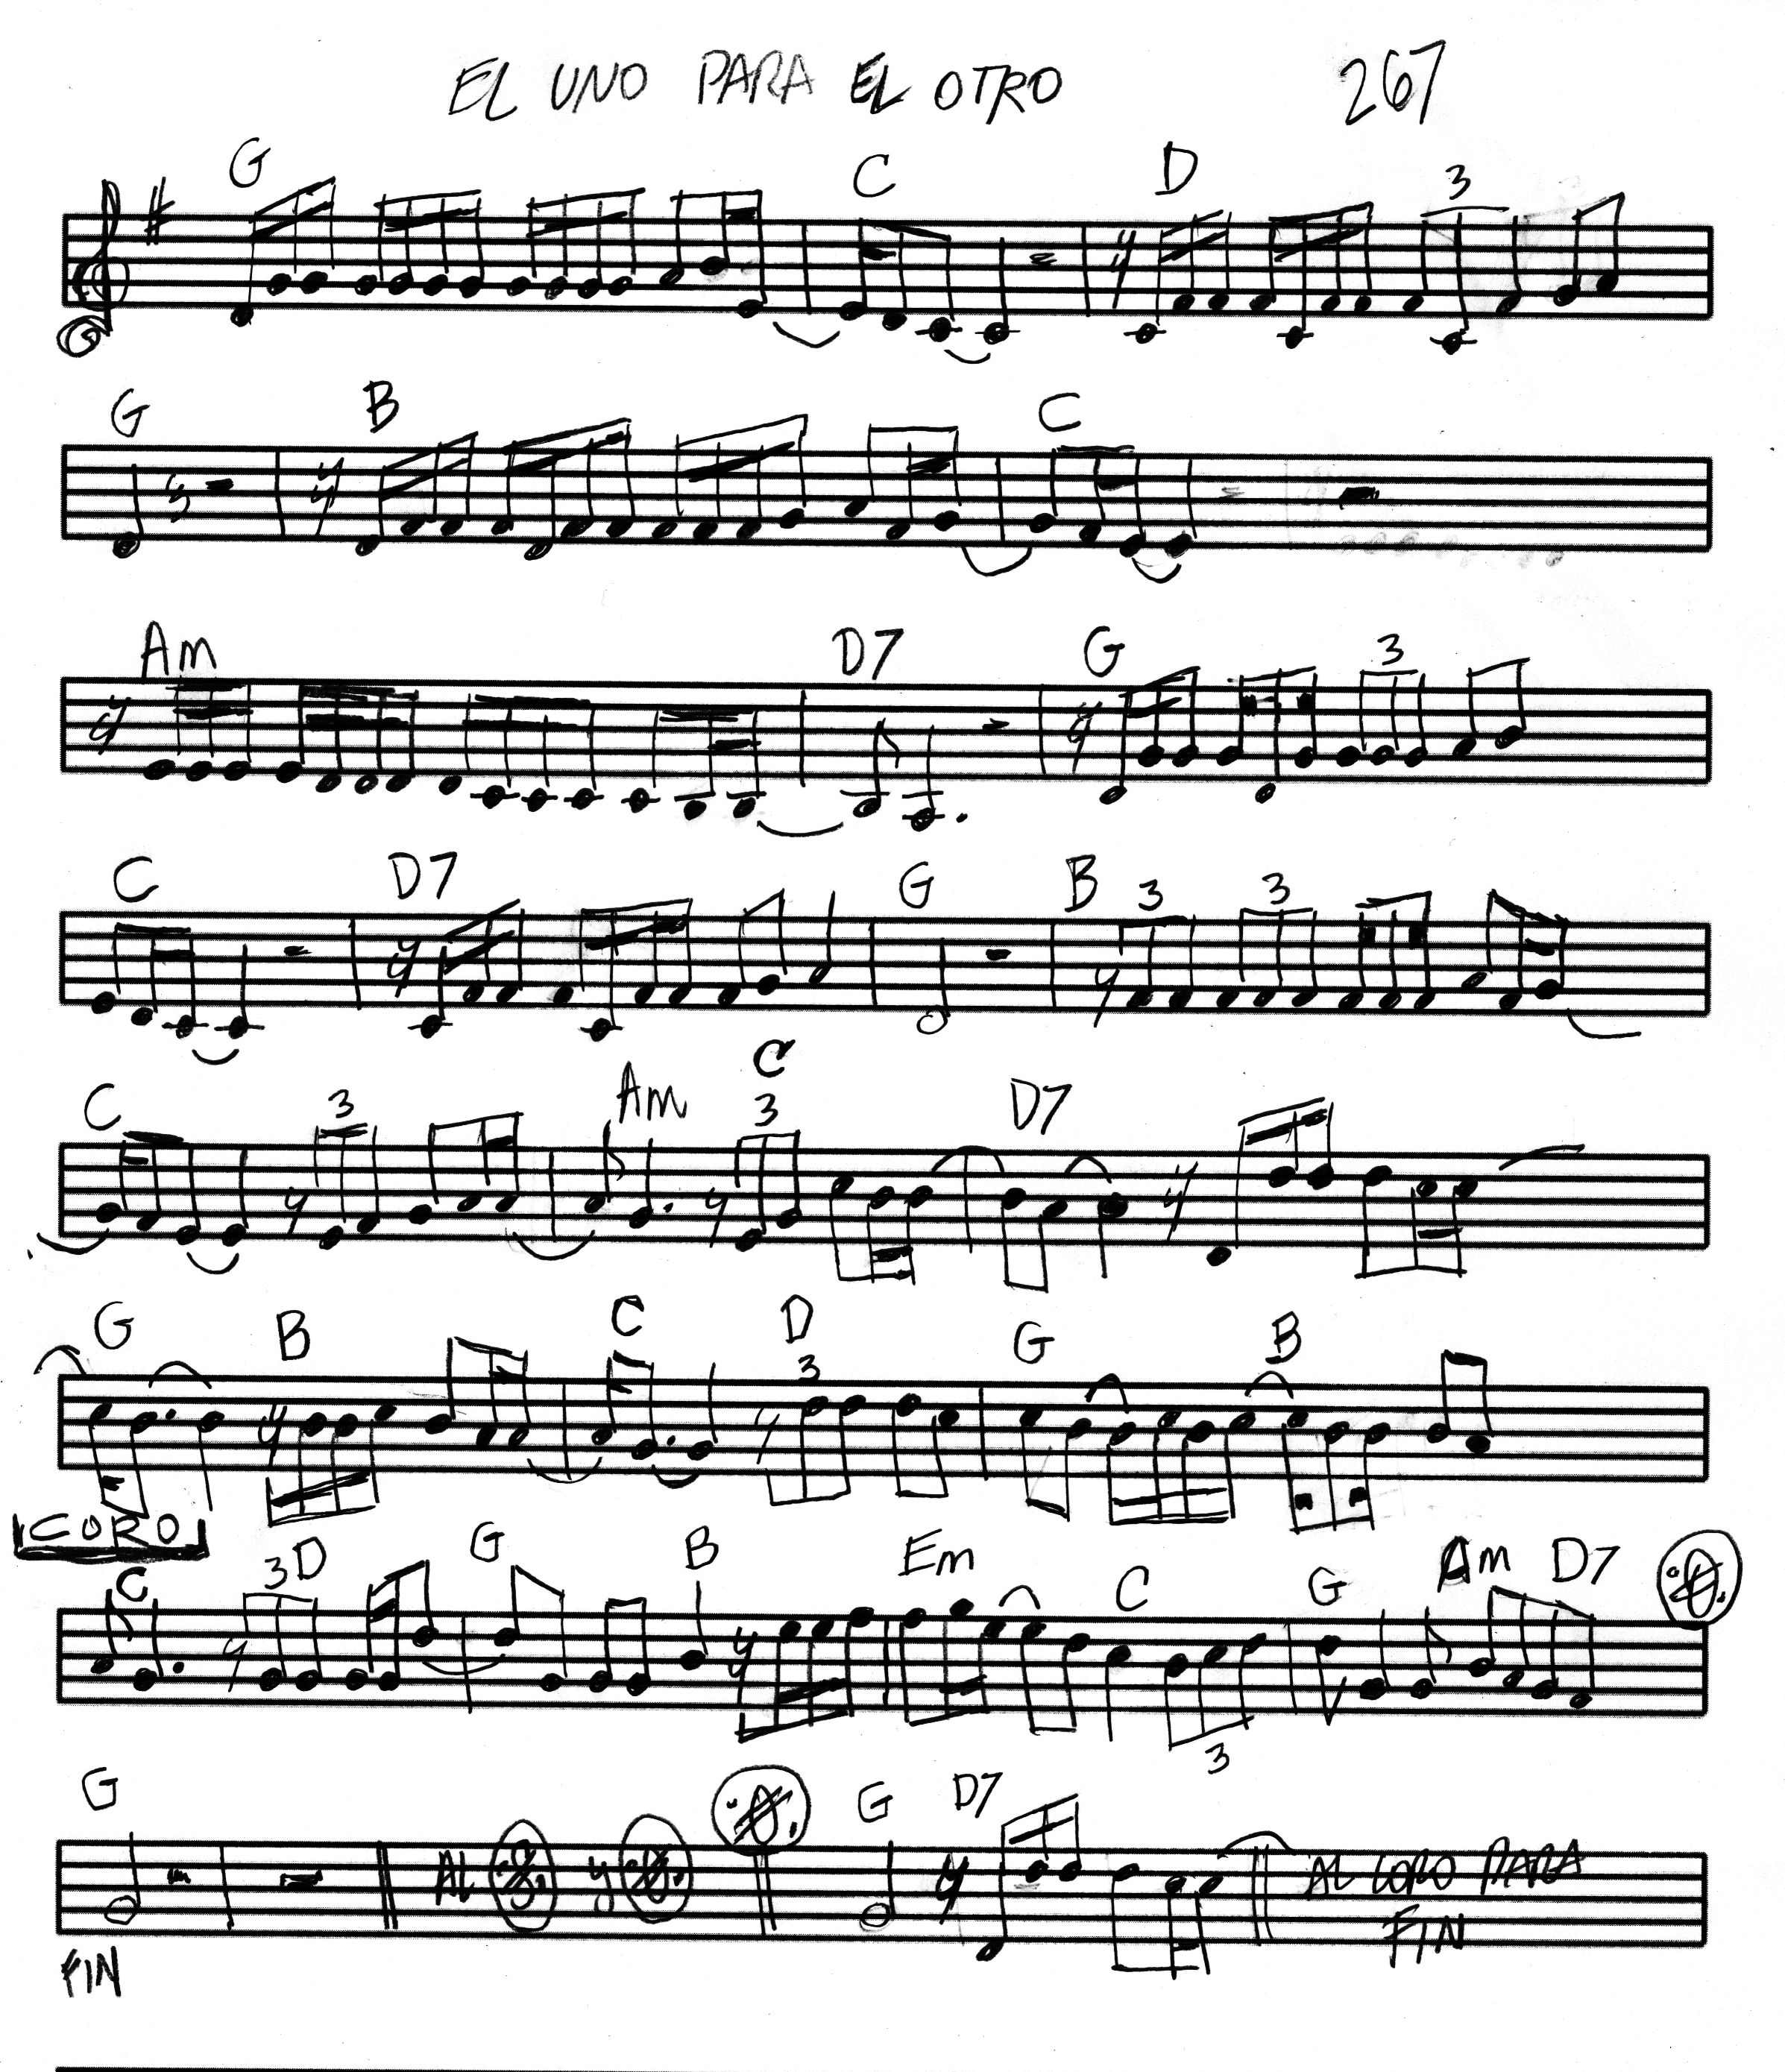 EL UNO PARA EL OTRO 267
G C D 3
G B C
Am D7 G 3
C D7 G B 3 3
C 3 Am C 3 D7
G B C D 3 G B
CORO
C 3 D G B Em C G Am D7
3
G AL y G D7 AL CORO PARA
FIN FIN